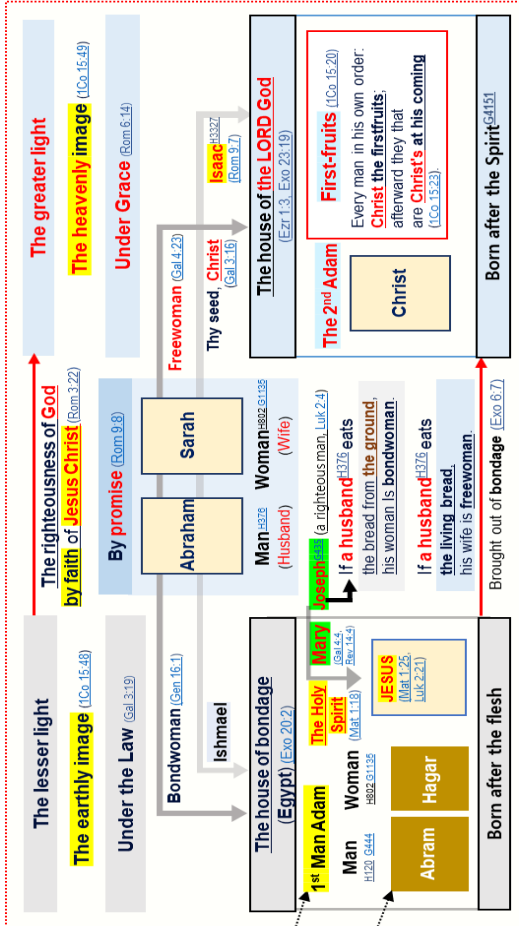 The lesser light
The righteousness of God
by faith of Jesus Christ (Rom 3:22)
The greater light
The earthly image (1Co 15:48)
The heavenly image (1Co 15:49)
Under the Law (Gal 3:19)
By promise (Rom 9:8)
Under Grace (Rom 6:14)
Bondwoman (Gen 16:1)
Abraham
Sarah
Freewoman (Gal 4:23)
Ishmael
Thy seed, Christ
(Gal 3:16)
Isaac H3327
(Rom 9:7)
Man H376
(Husband)
Woman H802 G1135
(Wife)
The house of bondage
(Egypt) (Exo 20:2)
The house of the LORD God
(Ezr 1:3, Exo 23:19)
1st Man Adam
The Holy
Spirit
(Mat 1:18)
Mary
(Gal 4:4,
Rev 14:4)
Joseph G435 (a righteous man, Luk 2:4)
If a husband H376 eats
the bread from the ground,
his woman Is bondwoman.
The 2nd Adam
First-fruits (1Co 15:20)
Every man in his own order:
Christ the firstfruits;
afterward they that
are Christ's at his coming
(1Co 15:23).
Man
H120 G444
Woman
H802 G1135
JESUS
(Mat 1:25,
Luk 2:21)
If a husband H376 eats
the living bread,
his wife is freewoman.
Christ
Abram
Hagar
Born after the flesh
Brought out of bondage (Exo 6:7)
Born after the Spirit G4151